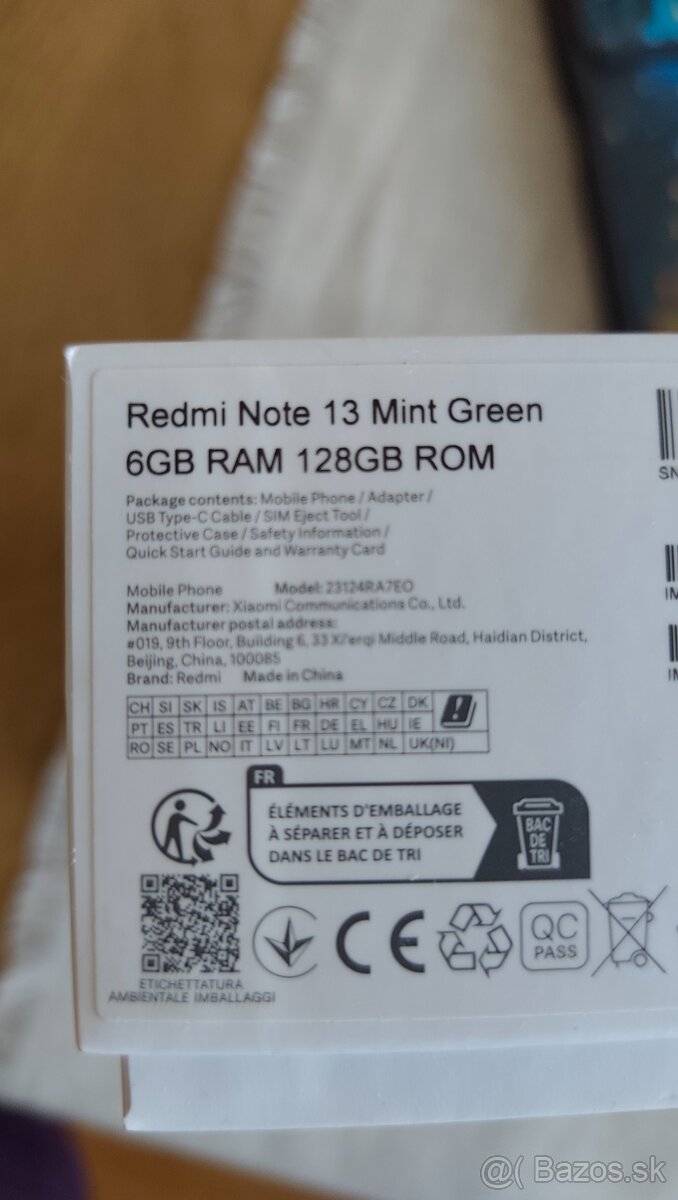 Redmi Note 13 Mint Green
6GB RAM 128GB ROM
Package contents: Mobile Phone / Adapter /
USB Type-C Cable / SIM Eject Tool /
Protective Case / Safety Information /
Quick Start Guide and Warranty Card
Mobile Phone Model: 23124RA7EO
Manufacturer: Xiaomi Communications Co., Ltd.
Manufacturer postal address:
#019, 9th Floor, Building 6, 33 Xi'erqi Middle Road, Haidian District,
Beijing, China, 100085
Brand: Redmi Made in China
CH SI SK IS AT BE BG HR CY CZ DK
PT ES TR LI EE FI FR DE EL HU IE
RO SE PL NO IT LV LT LU MT NL UK(NI)
FR
ÉLÉMENTS D'EMBALLAGE
À SÉPARER ET À DÉPOSER
DANS LE BAC DE TRI
BAC
DE
TRI
CE
QC
PASS
ETICHETTATURA
AMBIENTALE IMBALLAGGI
SN
IM
IM
@( Bazos.sk